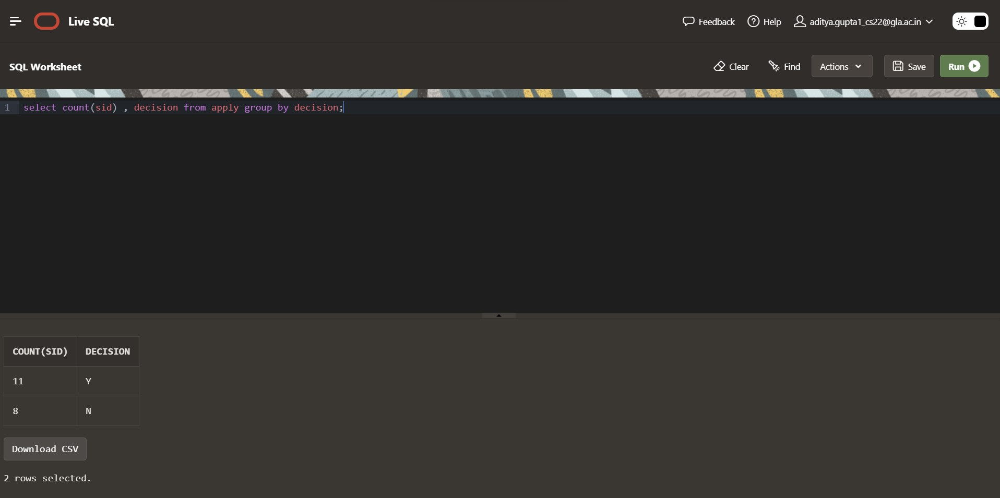 Live SQL
Feedback Help aditya.gupta1_cs22@gla.ac.in
SQL Worksheet
Clear Find Actions Save Run
1 select count(sid) , decision from apply group by decision;
COUNT(SID) DECISION
11 Y
8 N
Download CSV
2 rows selected.